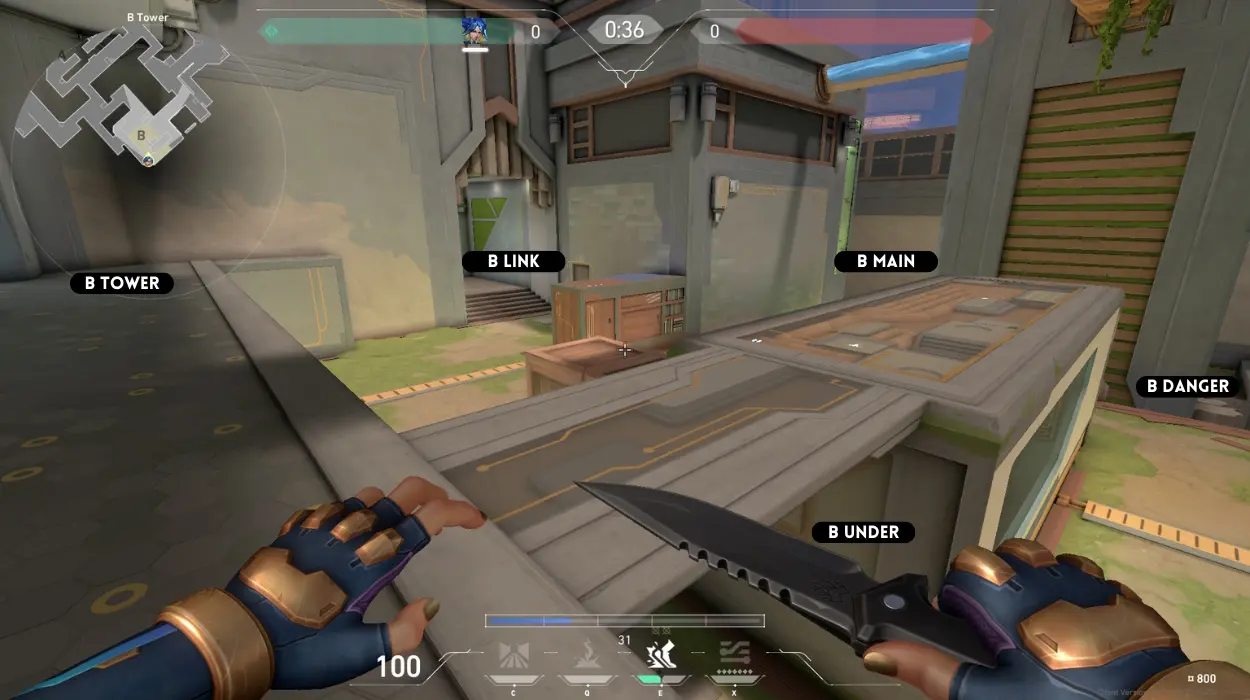 B Tower
0
0:36
0
B
B LINK
B MAIN
B TOWER
B DANGER
B UNDER
31
100
C
Q
E
X
¤ 800